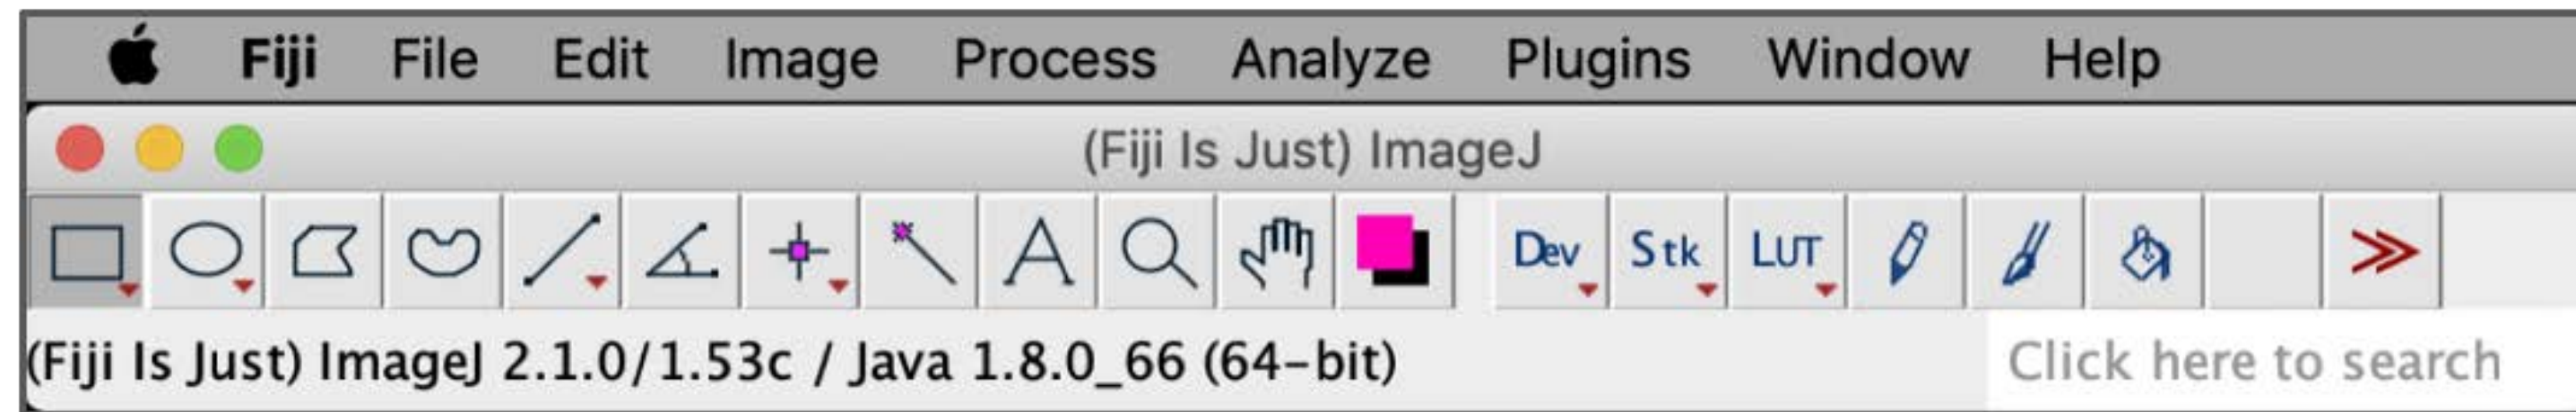 Fiji File Edit Image Process Analyze Plugins Window Help
(Fiji Is Just) ImageJ
A Dev Stk LUT
(Fiji Is Just) ImageJ 2.1.0/1.53c / Java 1.8.0_66 (64-bit) Click here to search